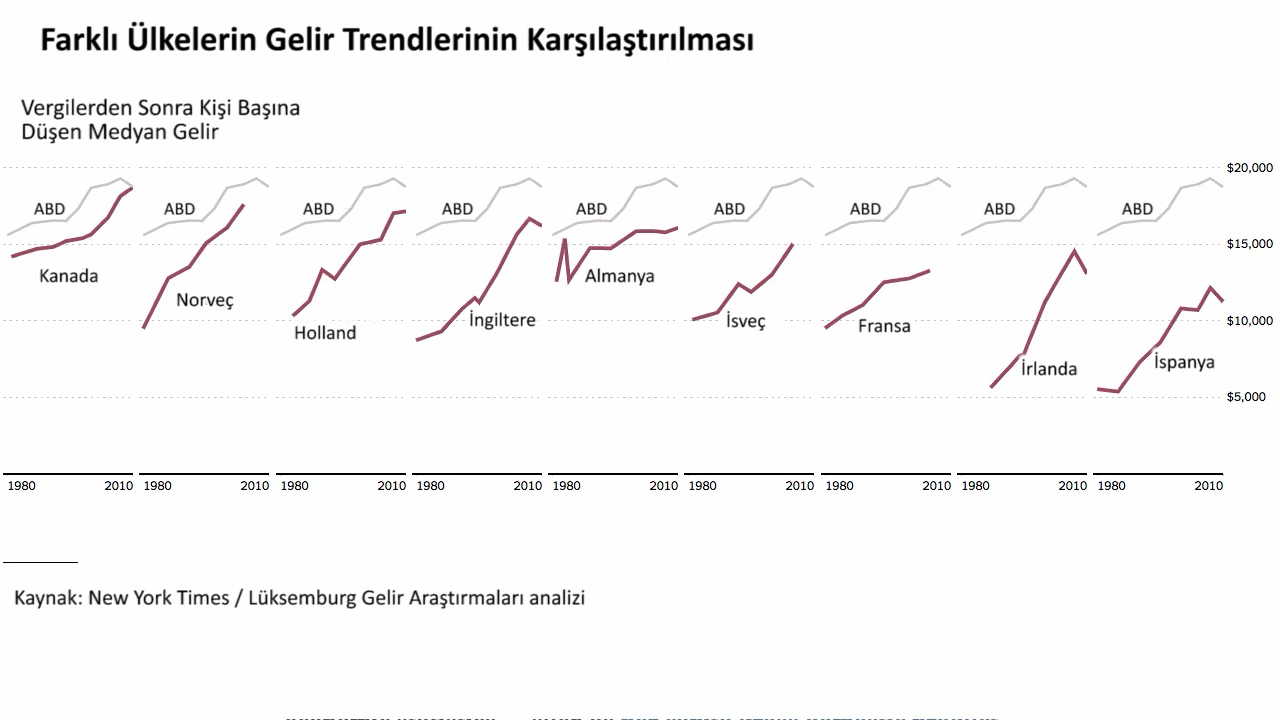 Farklı Ülkelerin Gelir Trendlerinin Karşılaştırılması
Vergilerden Sonra Kişi Başına
Düşen Medyan Gelir
$20,000
ABD ABD ABD ABD ABD ABD ABD ABD ABD
$15,000
Kanada
Almanya
Norveç
$10,000
Holland
İngiltere
İsveç
Fransa
İrlanda
İspanya
$5,000
1980 2010 1980 2010 1980 2010 1980 2010 1980 2010 1980 2010 1980 2010 1980 2010 1980 2010
Kaynak: New York Times / Lüksemburg Gelir Araştırmaları analizi